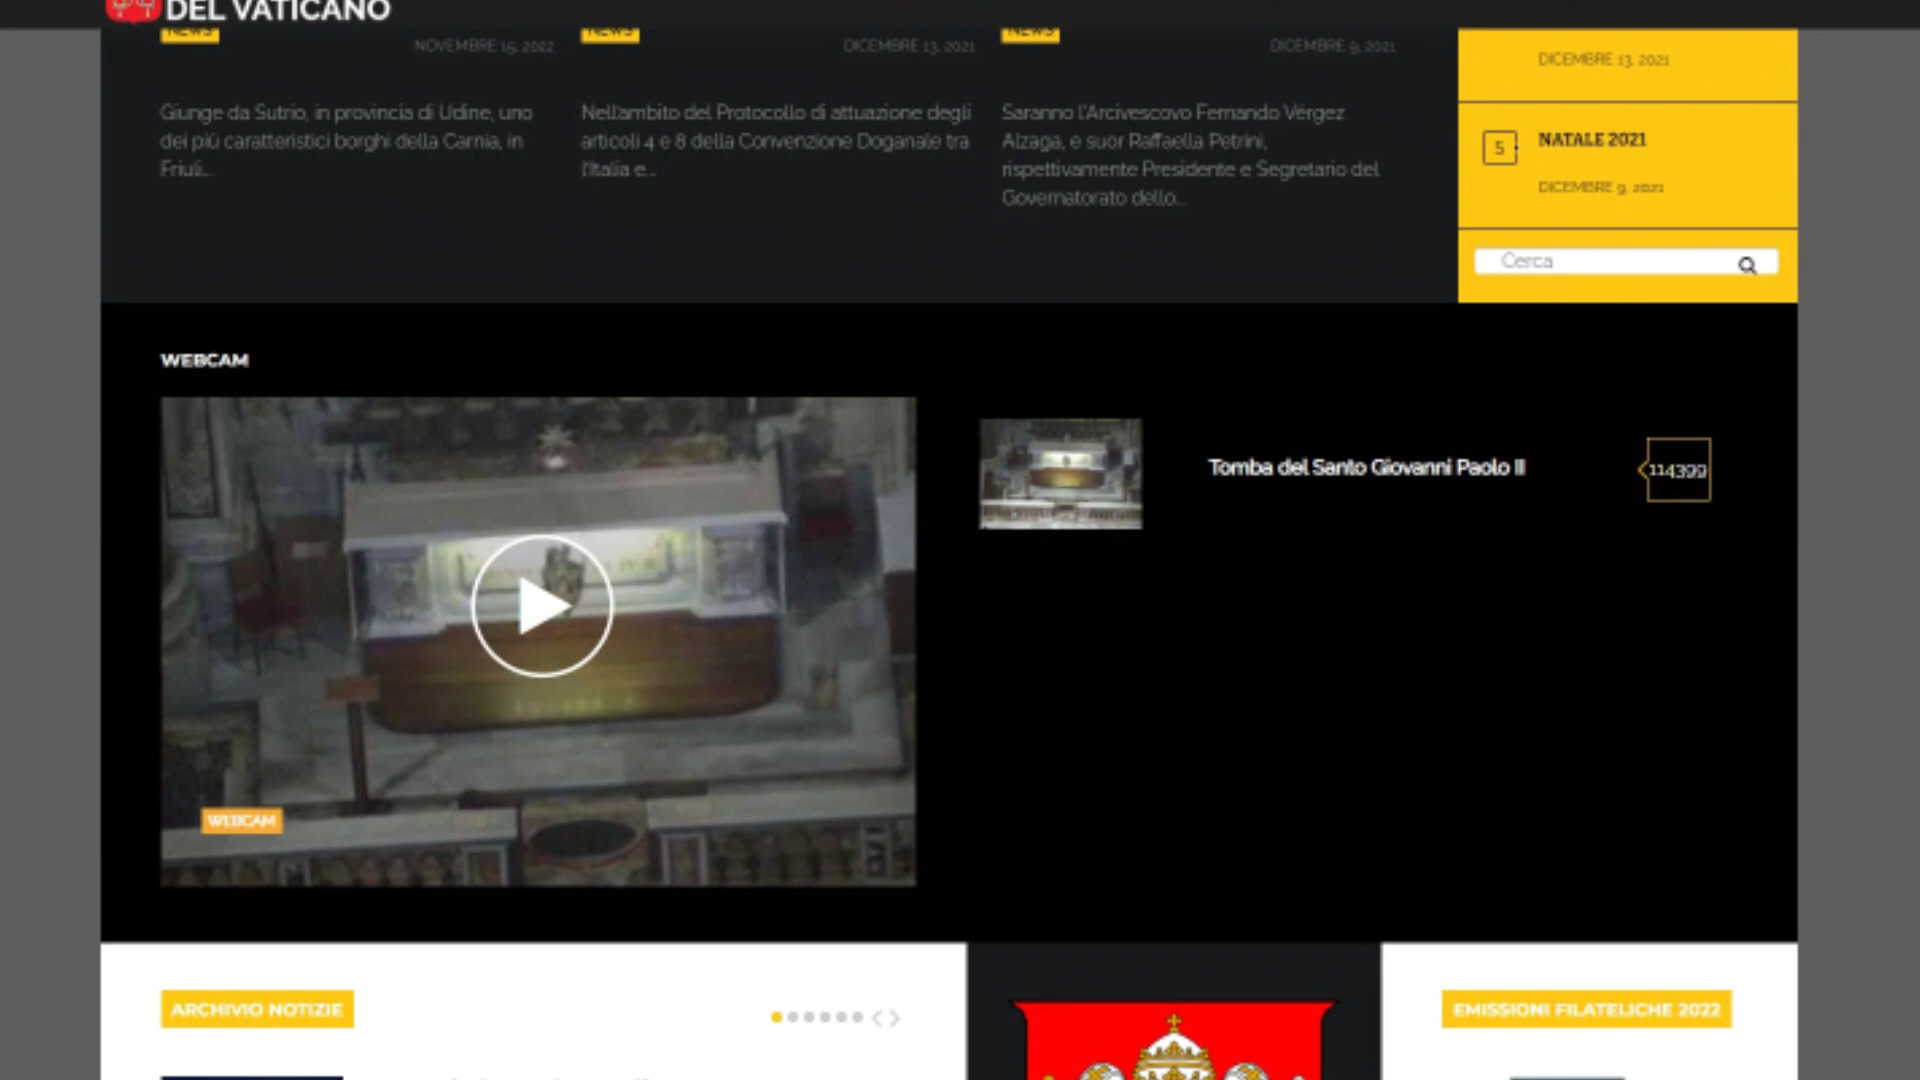 DEL VATICANO
NEWS
NOVEMBRE 15, 2022
Giunge da Sutrio, in provincia di Udine, uno
dei più caratteristici borghi della Carnia, in
Friuli...
NEWS
DICEMBRE 13, 2021
Nell'ambito del Protocollo di attuazione degli
articoli 4 e 8 della Convenzione Doganale tra
l'Italia e...
NEWS
DICEMBRE 9, 2021
Saranno l'Arcivescovo Fernando Vérgez
Alzaga, e suor Raffaella Petrini,
rispettivamente Presidente e Segretario del
Governatorato dello...
DICEMBRE 13, 2021
5
NATALE 2021
DICEMBRE 9, 2021
Cerca
WEBCAM
WEBCAM
Tomba del Santo Giovanni Paolo II
114399
ARCHIVIO NOTIZIE
EMISSIONI FILATELICHE 2022